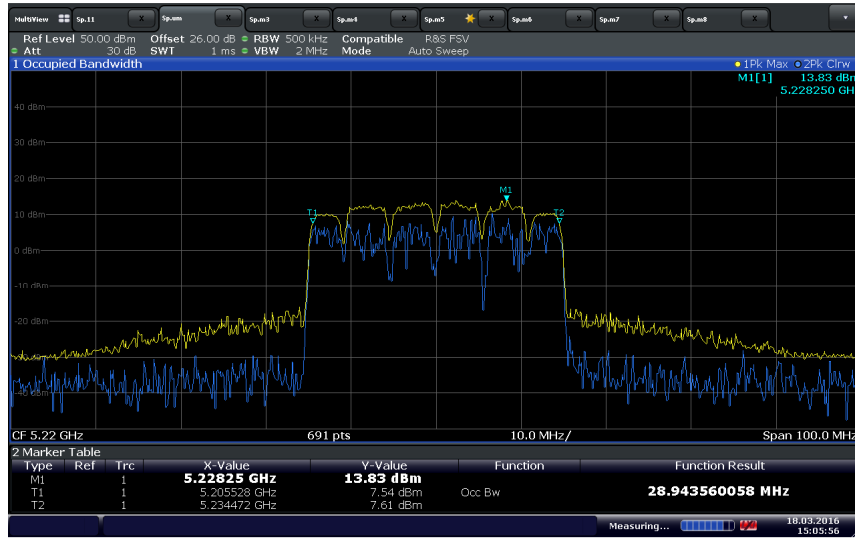 MultiView Sp.11 X Sp.um X Sp.m3 X Sp.m4 X Sp.m5 X Sp.m6 X Sp.m7 X Sp.m8 X
Ref Level 50.00 dBm Offset 26.00 dB RBW 500 kHz Compatible R&S FSV
Att 30 dB SWT 1 ms VBW 2 MHz Mode Auto Sweep
1 Occupied Bandwidth 1Pk Max 2Pk Clrw
M1[1] 13.83 dBm
5.228250 GH
40 dBm
30 dBm
20 dBm
M1
10 dBm T1 T2
0 dBm
-10 dBm
-20 dBm
-40 dBm
CF 5.22 GHz 691 pts 10.0 MHz/ Span 100.0 MHz
2 Marker Table
Type Ref Trc X-Value Y-Value Function Function Result
M1 1 5.22825 GHz 13.83 dBm
T1 1 5.205528 GHz 7.54 dBm Occ Bw 28.943560058 MHz
T2 1 5.234472 GHz 7.61 dBm
Measuring... 18.03.2016
15:05:56